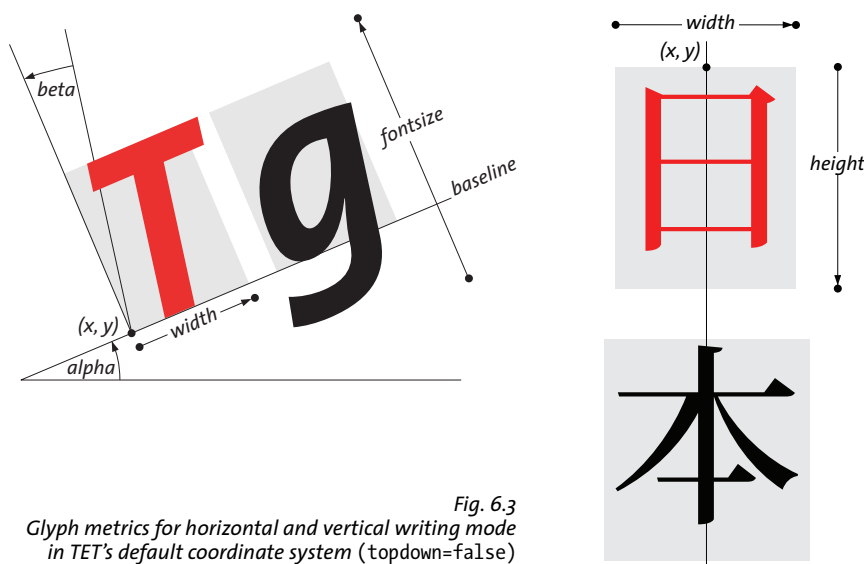 beta
Tg
fontsize
baseline
(x, y)
width
alpha
width
(x, y)
日
height
本
Fig. 6.3
Glyph metrics for horizontal and vertical writing mode
in TET’s default coordinate system (topdown=false)